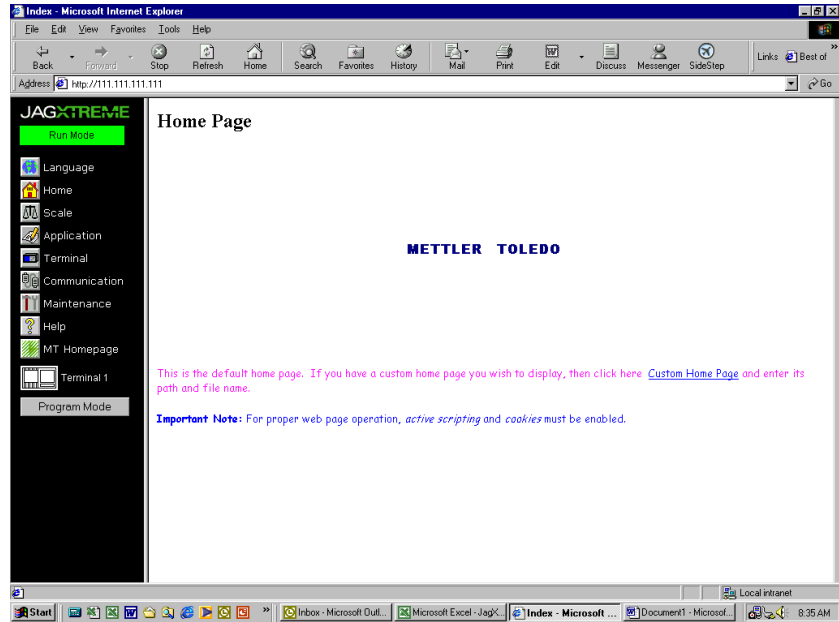 Index - Microsoft Internet Explorer
File Edit View Favorites Tools Help
Back Forward Stop Refresh Home Search Favorites History Mail Print Edit Discuss Messenger SideStep Links Best of
Address http://111.111.111.111 Go
JAGXTREME
Run Mode
Language
Home
Scale
Application
Terminal
Communication
Maintenance
Help
MT Homepage
Terminal 1
Program Mode
Home Page
METTLER TOLEDO
This is the default home page. If you have a custom home page you wish to display, then click here Custom Home Page and enter its
path and file name.
Important Note: For proper web page operation, active scripting and cookies must be enabled.
Local intranet
Start Inbox - Microsoft Outl... Microsoft Excel - JagX... Index - Microsoft ... Document1 - Microsof... 8:35 AM